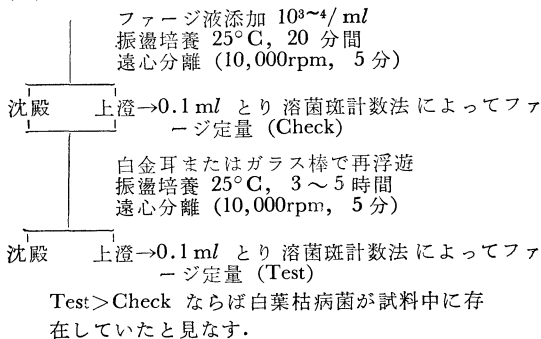 ファージ液添加 10³~⁴/ml
振盪培養 25°C, 20 分間
遠心分離 (10,000rpm, 5分)
沈殿 上澄→0.1ml とり 溶菌斑計数法 によってファ
ージ定量 (Check)
白金耳またはガラス棒で再浮遊
振盪培養 25°C, 3~5時間
遠心分離 (10,000rpm, 5分)
沈殿 上澄→0.1ml とり 溶菌斑計数法 によってファ
ージ定量 (Test)
Test>Check ならば白葉枯病菌が試料中に存
在していたと見なす.